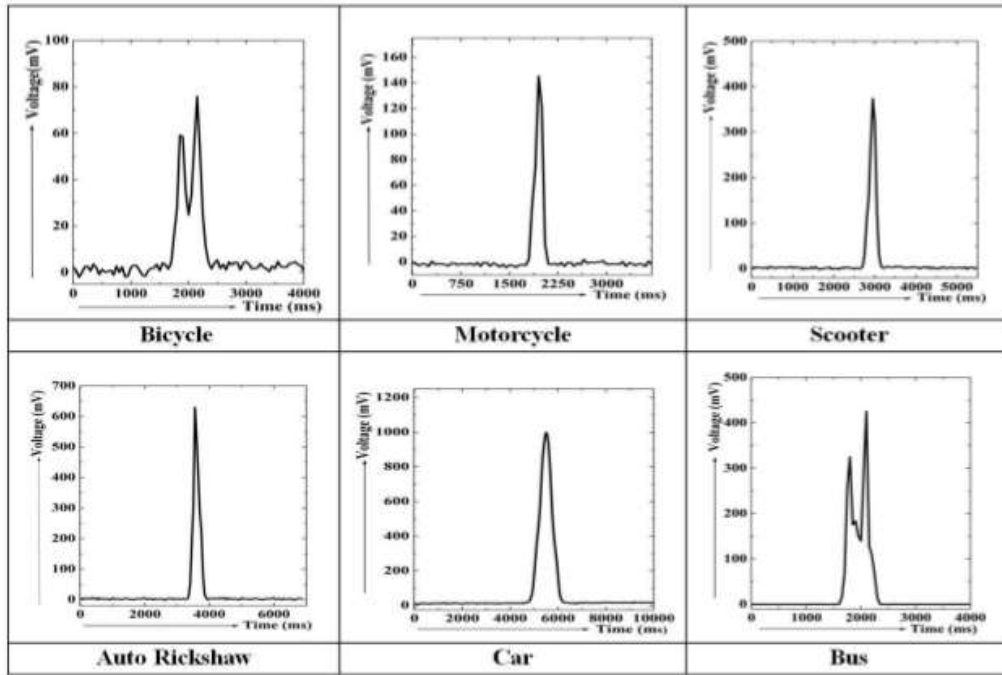 Voltage(mV)
100
80
60
40
20
0
0 1000 2000 3000 4000
Time (ms)
Bicycle
Voltage (mV)
160
140
120
100
80
60
40
20
0
0 750 1500 2250 3000
Time (ms)
Motorcycle
Voltage (mV)
500
400
300
200
100
0
0 1000 2000 3000 4000 5000
Time (ms)
Scooter
Voltage (mV)
700
600
500
400
300
200
100
0
0 2000 4000 6000
Time (ms)
Auto Rickshaw
Voltage (mV)
1200
1000
800
600
400
200
0
0 2000 4000 6000 8000 10000
Time (ms)
Car
Voltage (mV)
500
400
300
200
100
0
0 1000 2000 3000 4000
Time (ms)
Bus